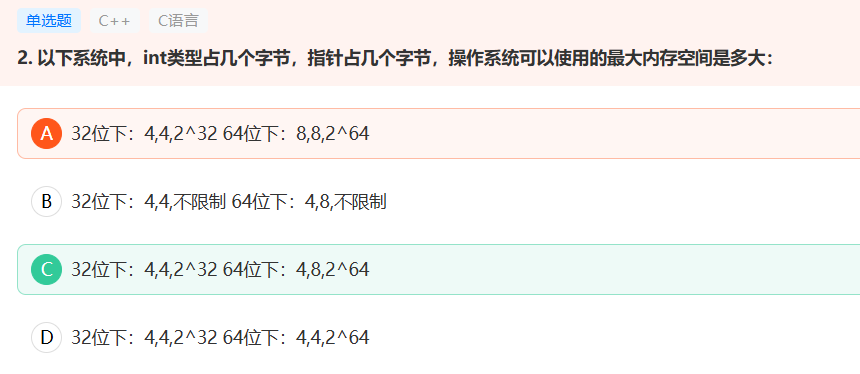 单选题 C++ C语言
2. 以下系统中，int类型占几个字节，指针占几个字节，操作系统可以使用的最大内存空间是多大：
A 32位下：4,4,2^32 64位下：8,8,2^64
B 32位下：4,4,不限制 64位下：4,8,不限制
C 32位下：4,4,2^32 64位下：4,8,2^64
D 32位下：4,4,2^32 64位下：4,4,2^64